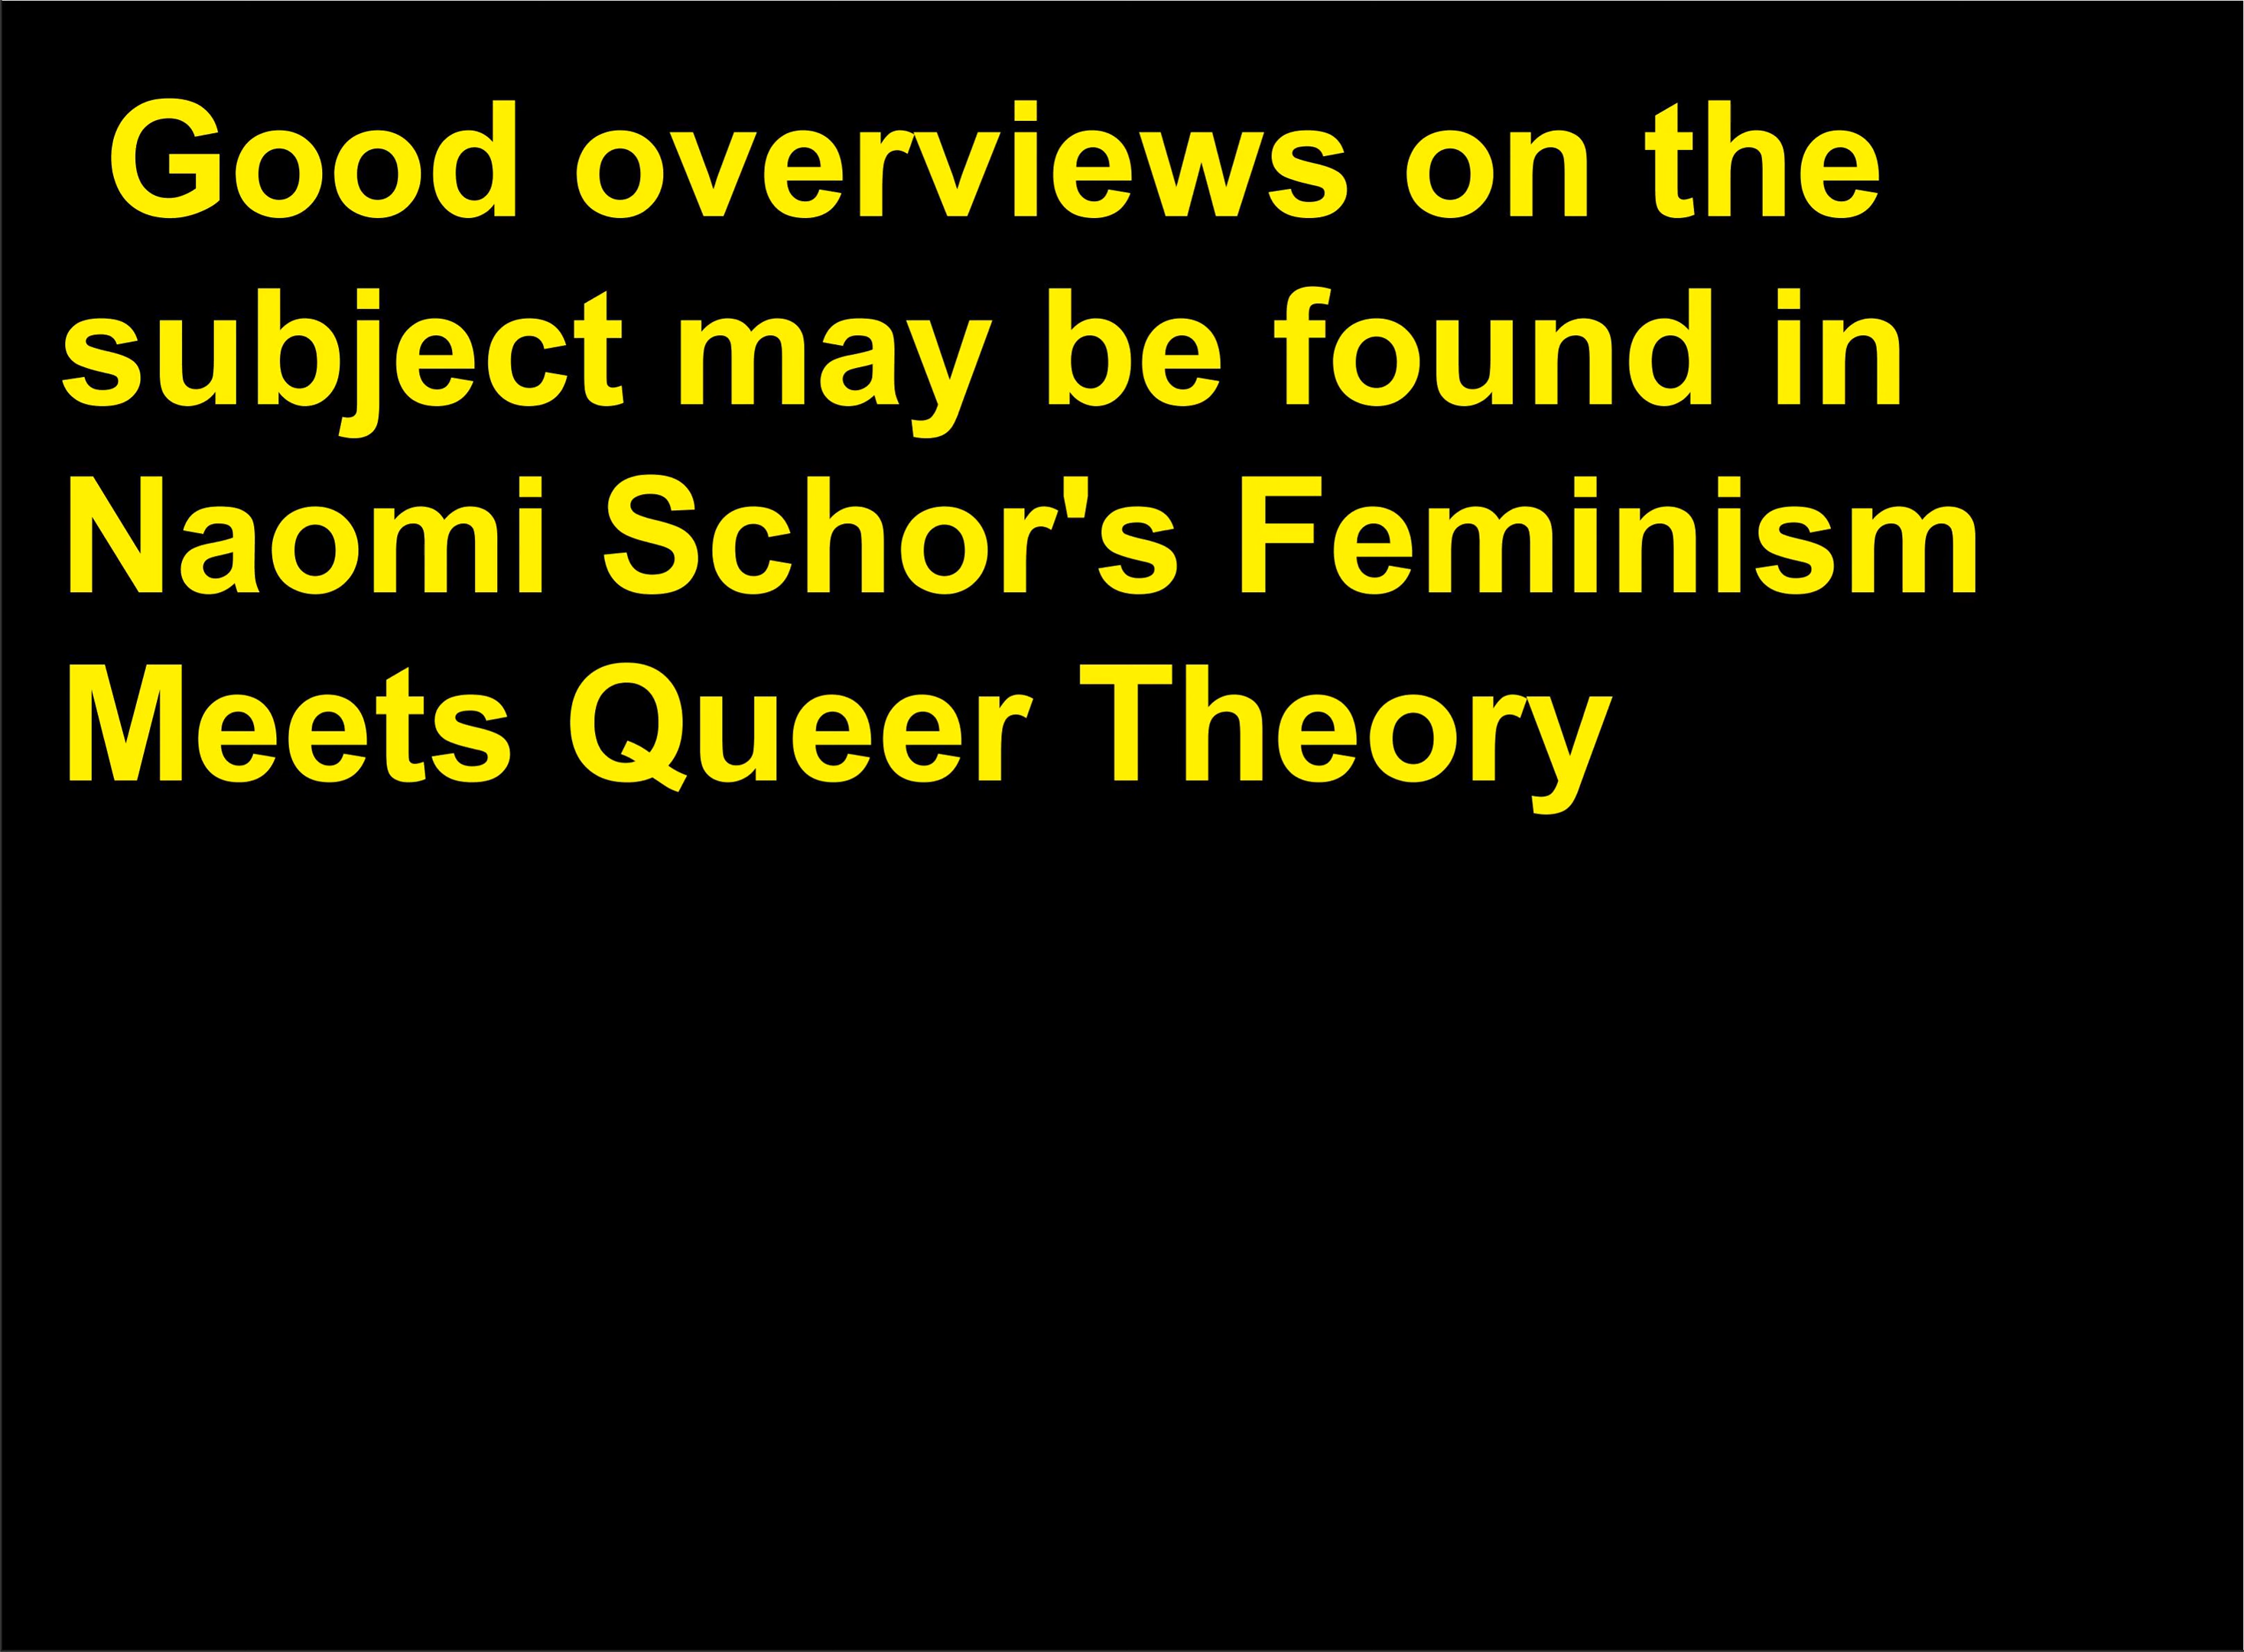 Good overviews on the
subject may be found in
Naomi Schor's Feminism
Meets Queer Theory